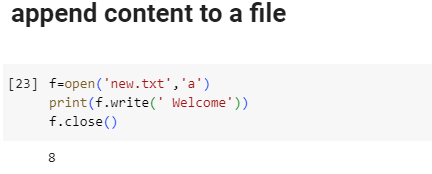 append content to a file
[23] f=open('new.txt','a')
print(f.write(' Welcome'))
f.close()
8